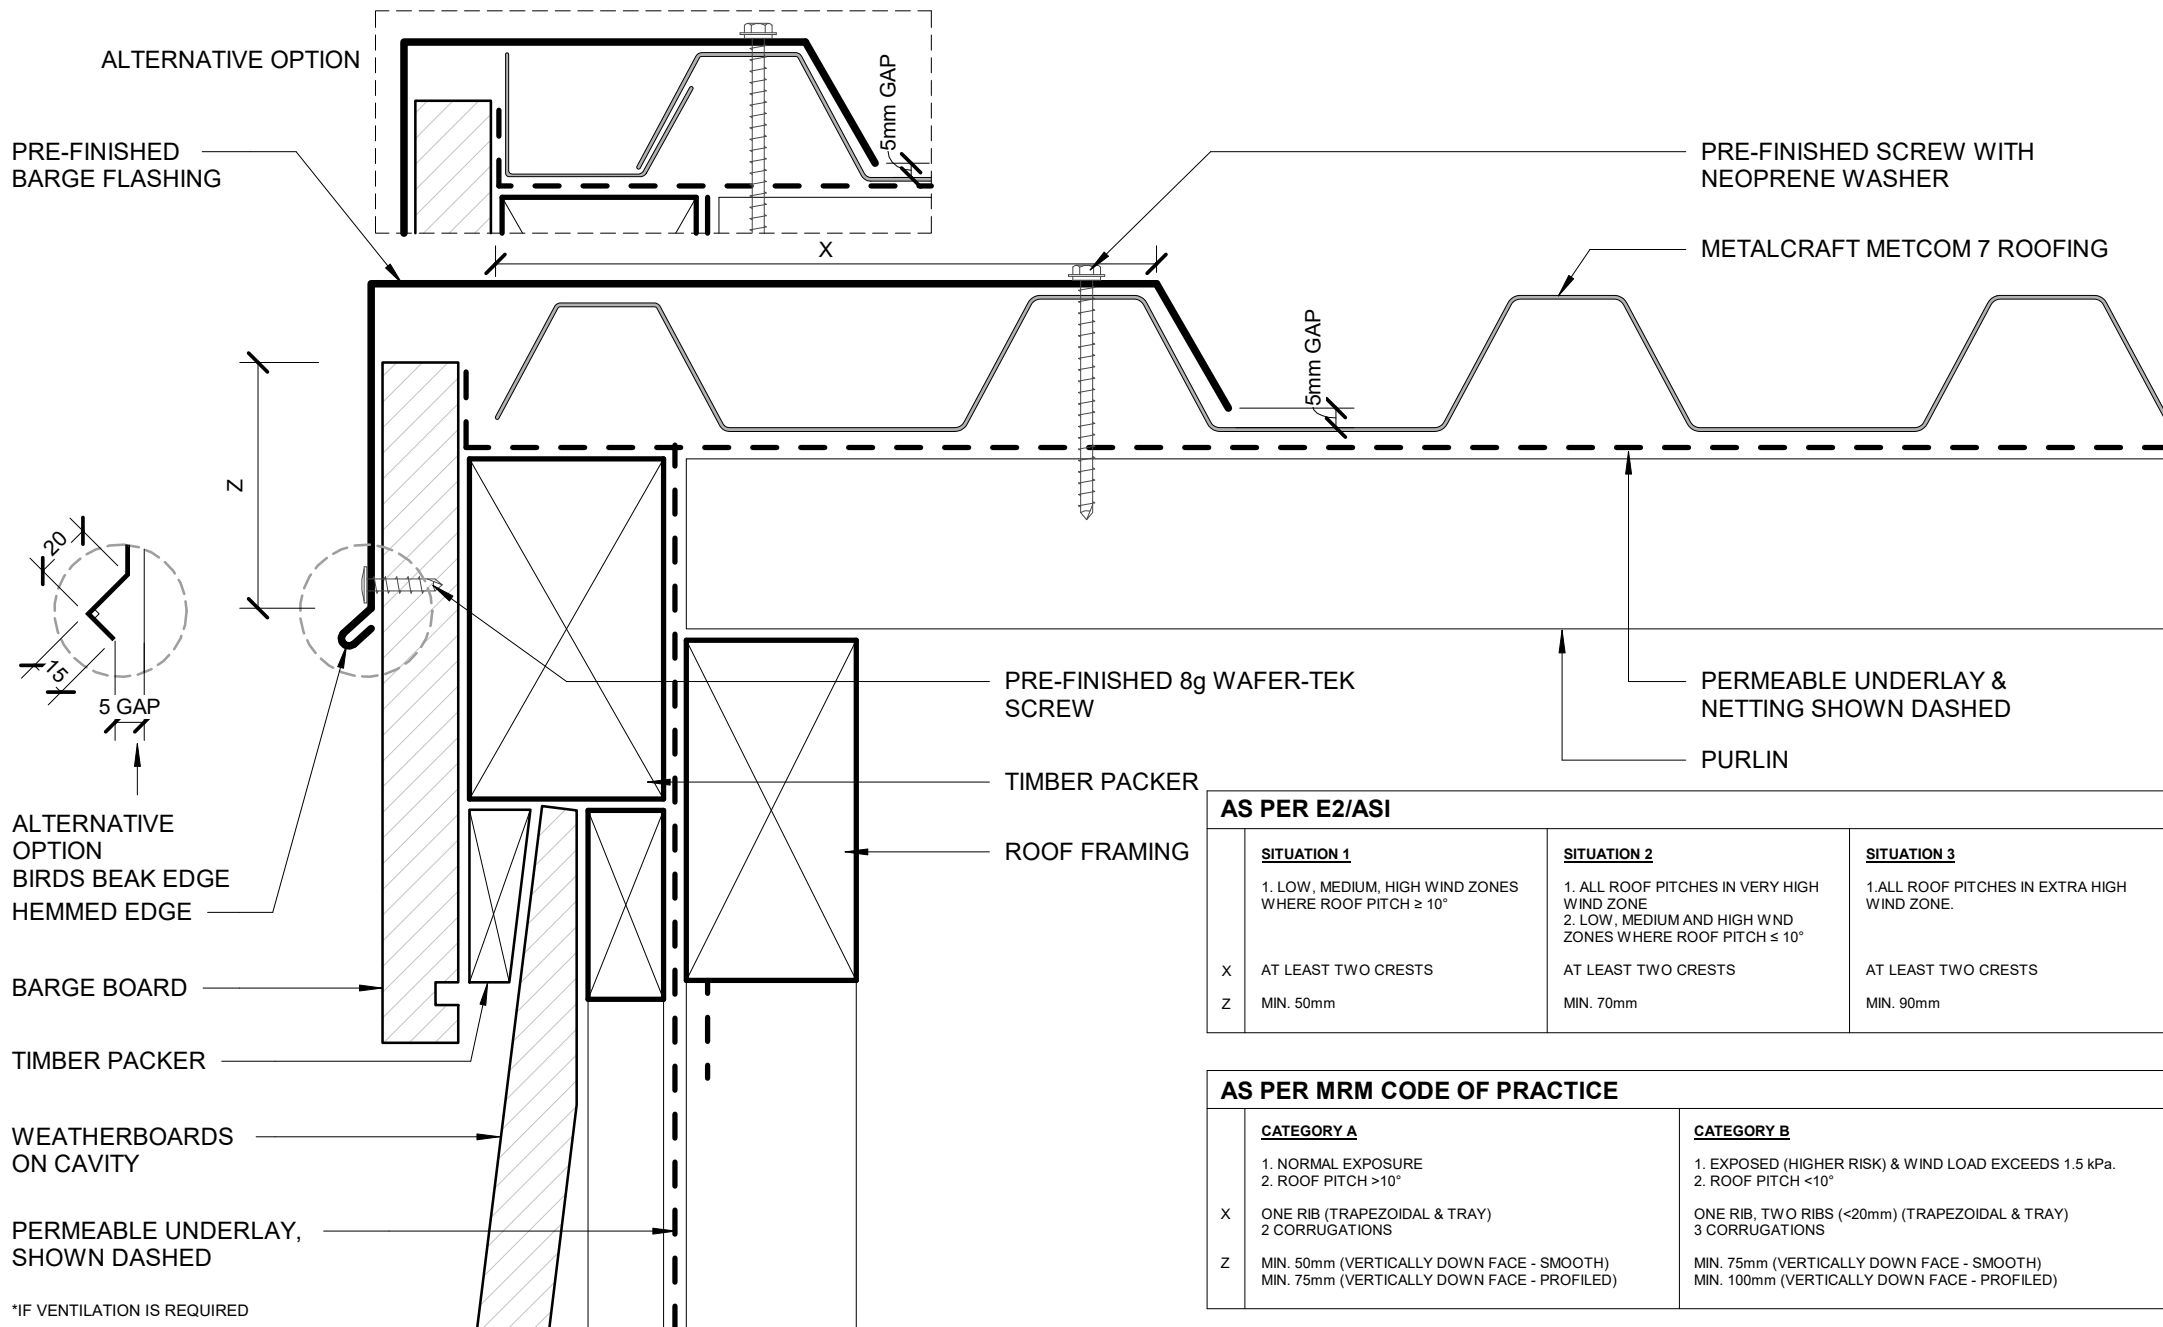 ALTERNATIVE OPTION
5mm GAP
PRE-FINISHED
BARGE FLASHING
PRE-FINISHED SCREW WITH
NEOPRENE WASHER
X
METALCRAFT METCOM 7 ROOFING
5mm GAP
Z
20
15
5 GAP
PRE-FINISHED 8g WAFER-TEK
SCREW
PERMEABLE UNDERLAY &
NETTING SHOWN DASHED
PURLIN
TIMBER PACKER
ROOF FRAMING
ALTERNATIVE
OPTION
BIRDS BEAK EDGE
HEMMED EDGE
BARGE BOARD
TIMBER PACKER
WEATHERBOARDS
ON CAVITY
PERMEABLE UNDERLAY,
SHOWN DASHED
*IF VENTILATION IS REQUIRED
AS PER E2/ASI
SITUATION 1
1. LOW, MEDIUM, HIGH WIND ZONES
WHERE ROOF PITCH ≥ 10°
SITUATION 2
1. ALL ROOF PITCHES IN VERY HIGH
WIND ZONE
2. LOW, MEDIUM AND HIGH WND
ZONES WHERE ROOF PITCH ≤ 10°
SITUATION 3
1.ALL ROOF PITCHES IN EXTRA HIGH
WIND ZONE.
X AT LEAST TWO CRESTS AT LEAST TWO CRESTS AT LEAST TWO CRESTS
Z MIN. 50mm MIN. 70mm MIN. 90mm
AS PER MRM CODE OF PRACTICE
CATEGORY A
1. NORMAL EXPOSURE
2. ROOF PITCH >10°
CATEGORY B
1. EXPOSED (HIGHER RISK) & WIND LOAD EXCEEDS 1.5 kPa.
2. ROOF PITCH <10°
X ONE RIB (TRAPEZOIDAL & TRAY) ONE RIB, TWO RIBS (<20mm) (TRAPEZOIDAL & TRAY)
2 CORRUGATIONS 3 CORRUGATIONS
Z MIN. 50mm (VERTICALLY DOWN FACE - SMOOTH) MIN. 75mm (VERTICALLY DOWN FACE - SMOOTH)
MIN. 75mm (VERTICALLY DOWN FACE - PROFILED) MIN. 100mm (VERTICALLY DOWN FACE - PROFILED)